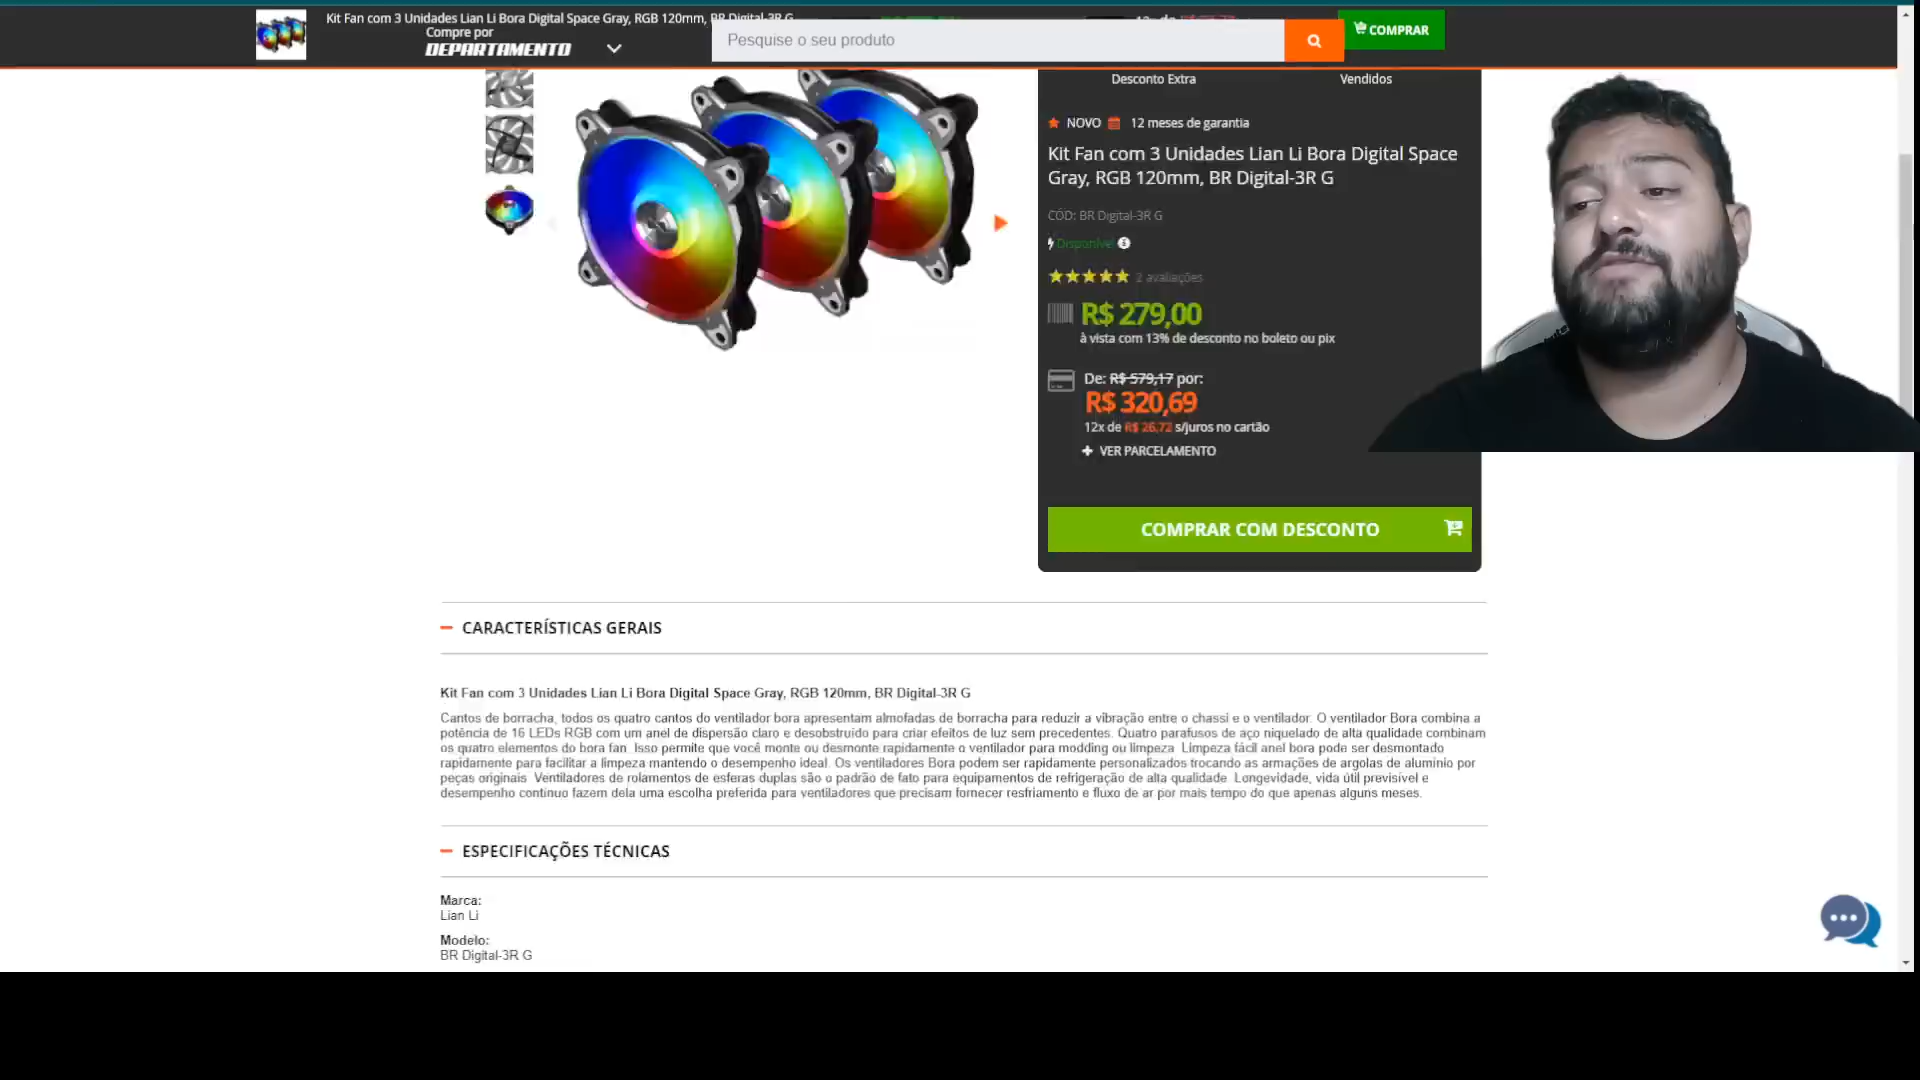 Kit Fan com 3 Unidades Lian Li Bora Digital Space Gray, RGB 120mm, BR Digital-3R G
Compre por
DEPARTAMENTO
Pesquise o seu produto
COMPRAR
Desconto Extra
Vendidos
NOVO 12 meses de garantia
Kit Fan com 3 Unidades Lian Li Bora Digital Space
Gray, RGB 120mm, BR Digital-3R G
CÓD: BR Digital-3R G
Disponível
2 avaliações
R$ 279,00
à vista com 13% de desconto no boleto ou pix
De: R$ 579,17 por:
R$ 320,69
12x de R$ 26,72 s/juros no cartão
+ VER PARCELAMENTO
COMPRAR COM DESCONTO
CARACTERÍSTICAS GERAIS
Kit Fan com 3 Unidades Lian Li Bora Digital Space Gray, RGB 120mm, BR Digital-3R G
Cantos de borracha, todos os quatro cantos do ventilador bora apresentam almofadas de borracha para reduzir a vibração entre o chassi e o ventilador. O ventilador Bora combina a
potência de 16 LEDs RGB com um anel de dispersão claro e desobstruído para criar efeitos de luz sem precedentes. Quatro parafusos de aço niquelado de alta qualidade combinam
os quatro elementos do bora fan. Isso permite que você monte ou desmonte rapidamente o ventilador para modding ou limpeza. Limpeza fácil anel bora pode ser desmontado
rapidamente para facilitar a limpeza mantendo o desempenho ideal. Os ventiladores Bora podem ser rapidamente personalizados trocando as armações de argolas de alumínio por
peças originais. Ventiladores de rolamentos de esferas duplas são o padrão de fato para equipamentos de refrigeração de alta qualidade. Longevidade, vida útil previsível e
desempenho contínuo fazem dela uma escolha preferida para ventiladores que precisam fornecer resfriamento e fluxo de ar por mais tempo do que apenas alguns meses.
ESPECIFICAÇÕES TÉCNICAS
Marca:
Lian Li
Modelo:
BR Digital-3R G